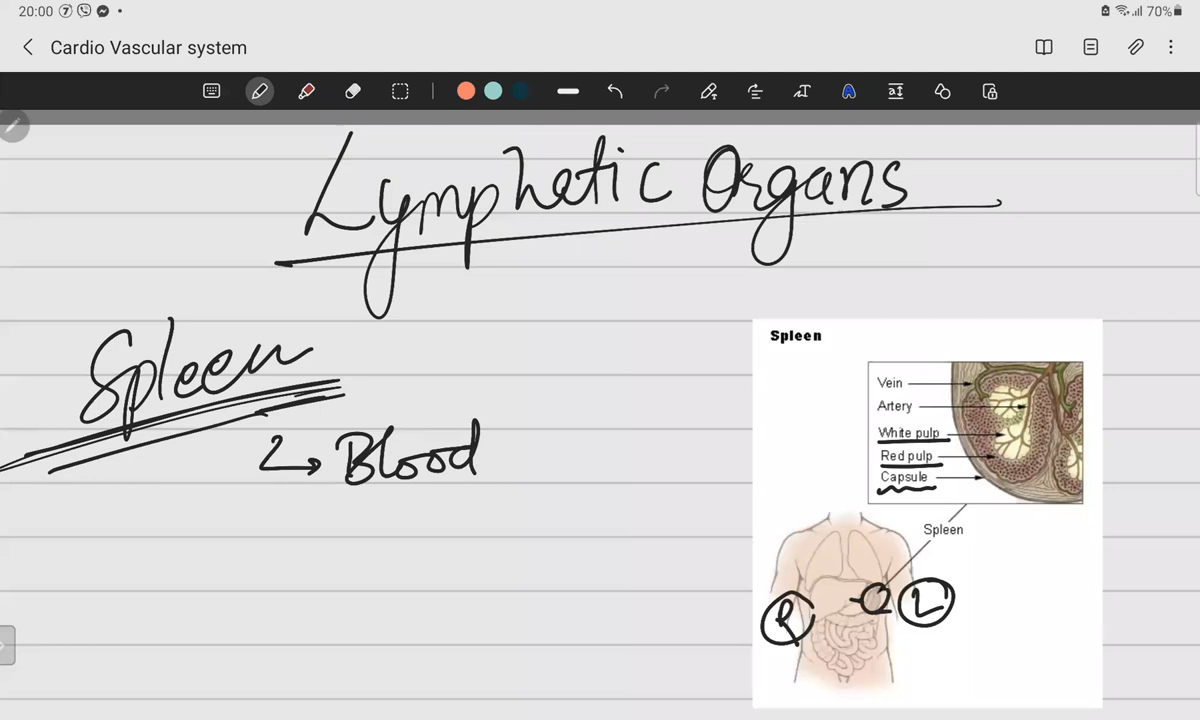 20:00
70%
Cardio Vascular system
Lymphatic Organs
Spleen
Blood
Spleen
Vein
Artery
White pulp
Red pulp
Capsule
Spleen
R
L